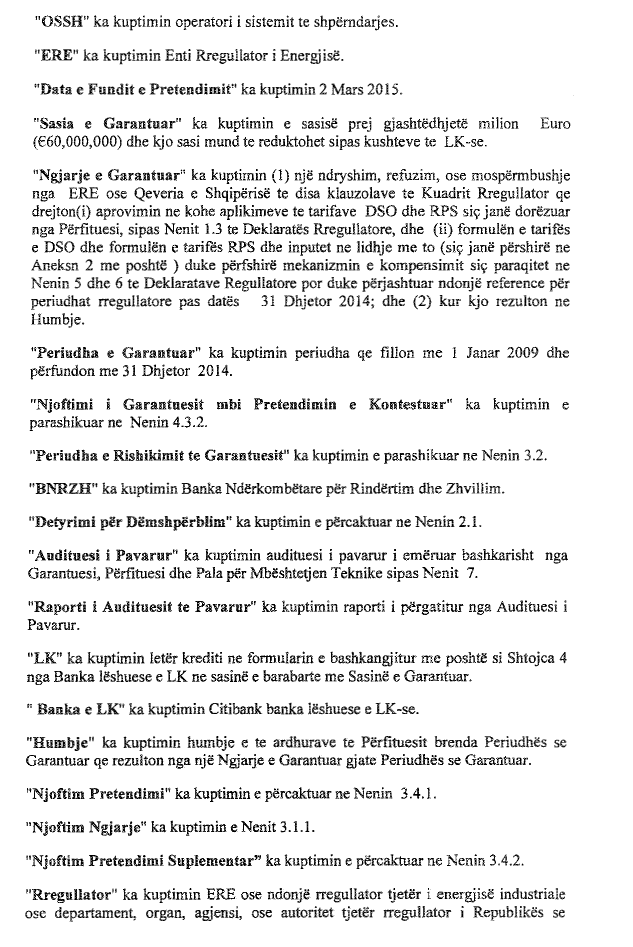 "OSSH" ka kuptimin operatori i sistemit te shpërndarjes.
"ERE" ka kuptimin Enti Rregullator i Energjisë.
"Data e Fundit e Pretendimit" ka kuptimin 2 Mars 2015.
"Sasia e Garantuar" ka kuptimin e sasisë prej gjashtëdhjetë milion Euro
(€60,000,000) dhe kjo sasi mund te reduktohet sipas kushteve te LK-se.
"Ngjarje e Garantuar" ka kuptimin (1) një ndryshim, refuzim, ose mospërmbushje
nga ERE ose Qeveria e Shqipërisë te disa klauzolave te Kuadrit Rregullator qe
drejton(i) aprovimin ne kohe aplikimeve te tarifave DSO dhe RPS siç janë dorëzuar
nga Përfituesi, sipas Nenit 1.3 te Deklaratës Rregullatore, dhe (ii) formulën e tarifës
e DSO dhe formulën e tarifës RPS dhe inputet ne lidhje me to (siç janë përshirë ne
Aneksn 2 me poshtë ) duke përfshirë mekanizmin e kompensimit siç paraqitet ne
Nenin 5 dhe 6 te Deklaratave Regullatore por duke përjashtuar ndonjë reference për
periudhat rregullatore pas datës 31 Dhjetor 2014; dhe (2) kur kjo rezulton ne
Humbje.
"Periudha e Garantuar" ka kuptimin periudha qe fillon me 1 Janar 2009 dhe
përfundon me 31 Dhjetor 2014.
"Njoftimi i Garantuesit mbi Pretendimin e Kontestuar" ka kuptimin e
parashikuar ne Nenin 4.3.2.
"Periudha e Rishikimit te Garantuesit" ka kuptimin e parashikuar ne Nenin 3.2.
"BNRZH" ka kuptimin Banka Ndërkombëtare për Rindërtim dhe Zhvillim.
"Detyrimi për Dëmshpërblim" ka kuptimin e përcaktuar ne Nenin 2.1.
"Audituesi i Pavarur" ka kuptimin audituesi i pavarur i emëruar bashkarisht nga
Garantuesi, Përfituesi dhe Pala për Mbështetjen Teknike sipas Nenit 7.
"Raporti i Audituesit te Pavarur" ka kuptimin raporti i përgatitur nga Audituesi i
Pavarur.
"LK" ka kuptimin letër krediti ne formularin e bashkangjitur me poshtë si Shtojca 4
nga Banka lëshuese e LK ne sasinë e barabarte me Sasinë e Garantuar.
" Banka e LK" ka kuptimin Citibank banka lëshuese e LK-se.
"Humbje" ka kuptimin humbje e te ardhurave te Përfituesit brenda Periudhës se
Garantuar qe rezulton nga një Ngjarje e Garantuar gjate Periudhës se Garantuar.
"Njoftim Pretendimi" ka kuptimin e përcaktuar ne Nenin 3.4.1.
"Njoftim Ngjarje" ka kuptimin e Nenit 3.1.1.
"Njoftim Pretendimi Suplementar” ka kuptimin e përcaktuar ne Nenin 3.4.2.
"Rregullator" ka kuptimin ERE ose ndonjë rregullator tjetër i energjisë industriale
ose departament, organ, agjensi, ose autoritet tjetër rregullator i Republikës se